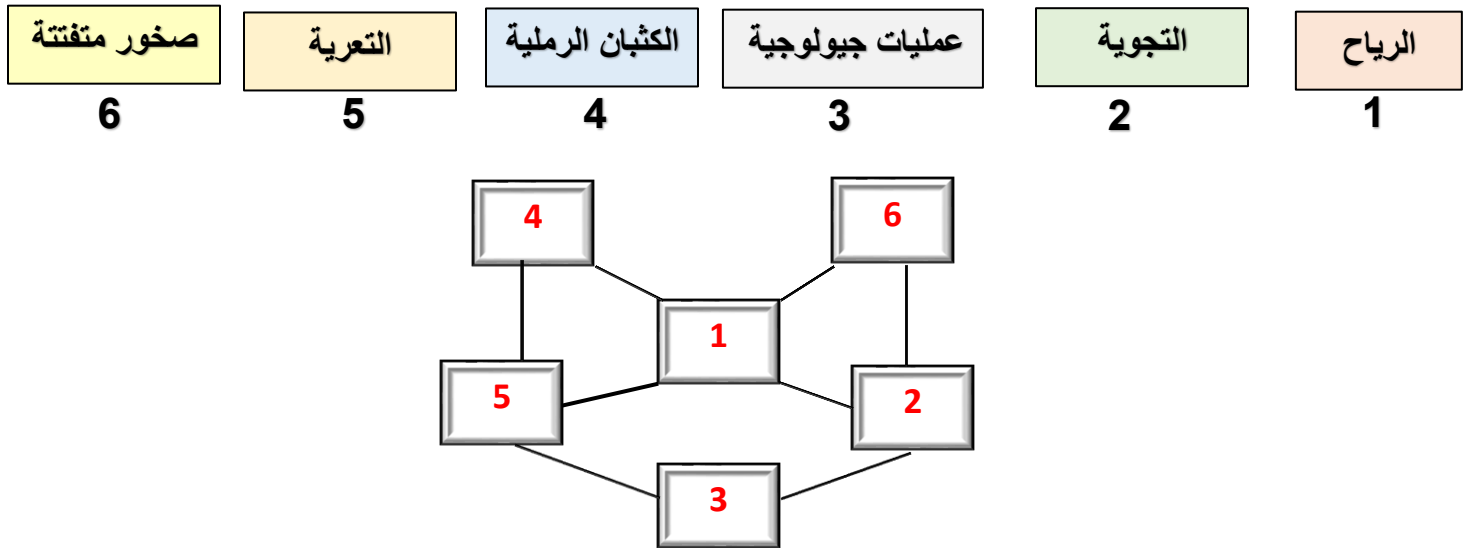 الرياح
التجوية
عمليات جيولوجية
الكثبان الرملية
التعرية
صخور متفتتة
1
2
3
4
5
6
6
4
1
2
5
3